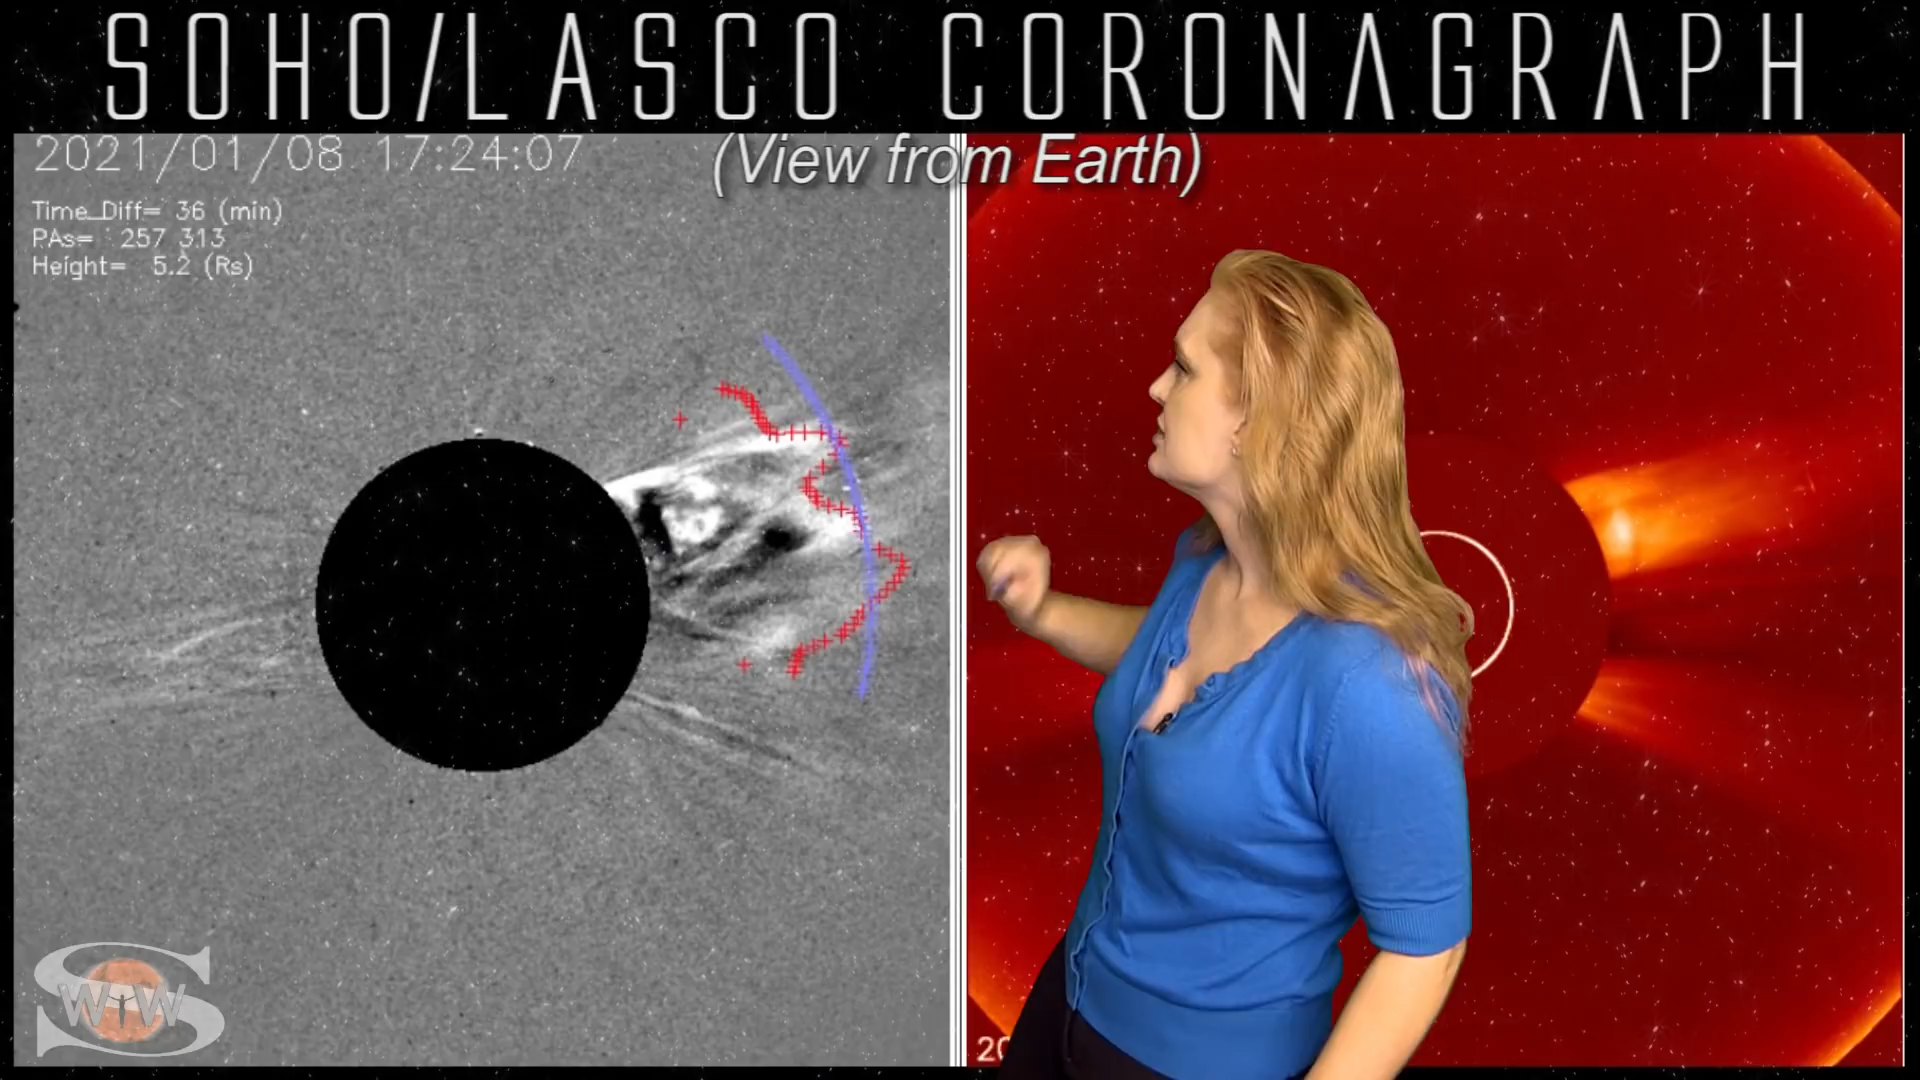 SOHO/LASCO CORONAGRAPH
(View from Earth)
2021/01/08 17:24:07
Time_Diff= 36 (min)
PAs= 257 313
Height= 5.2 (Rs)
S
WTW
20